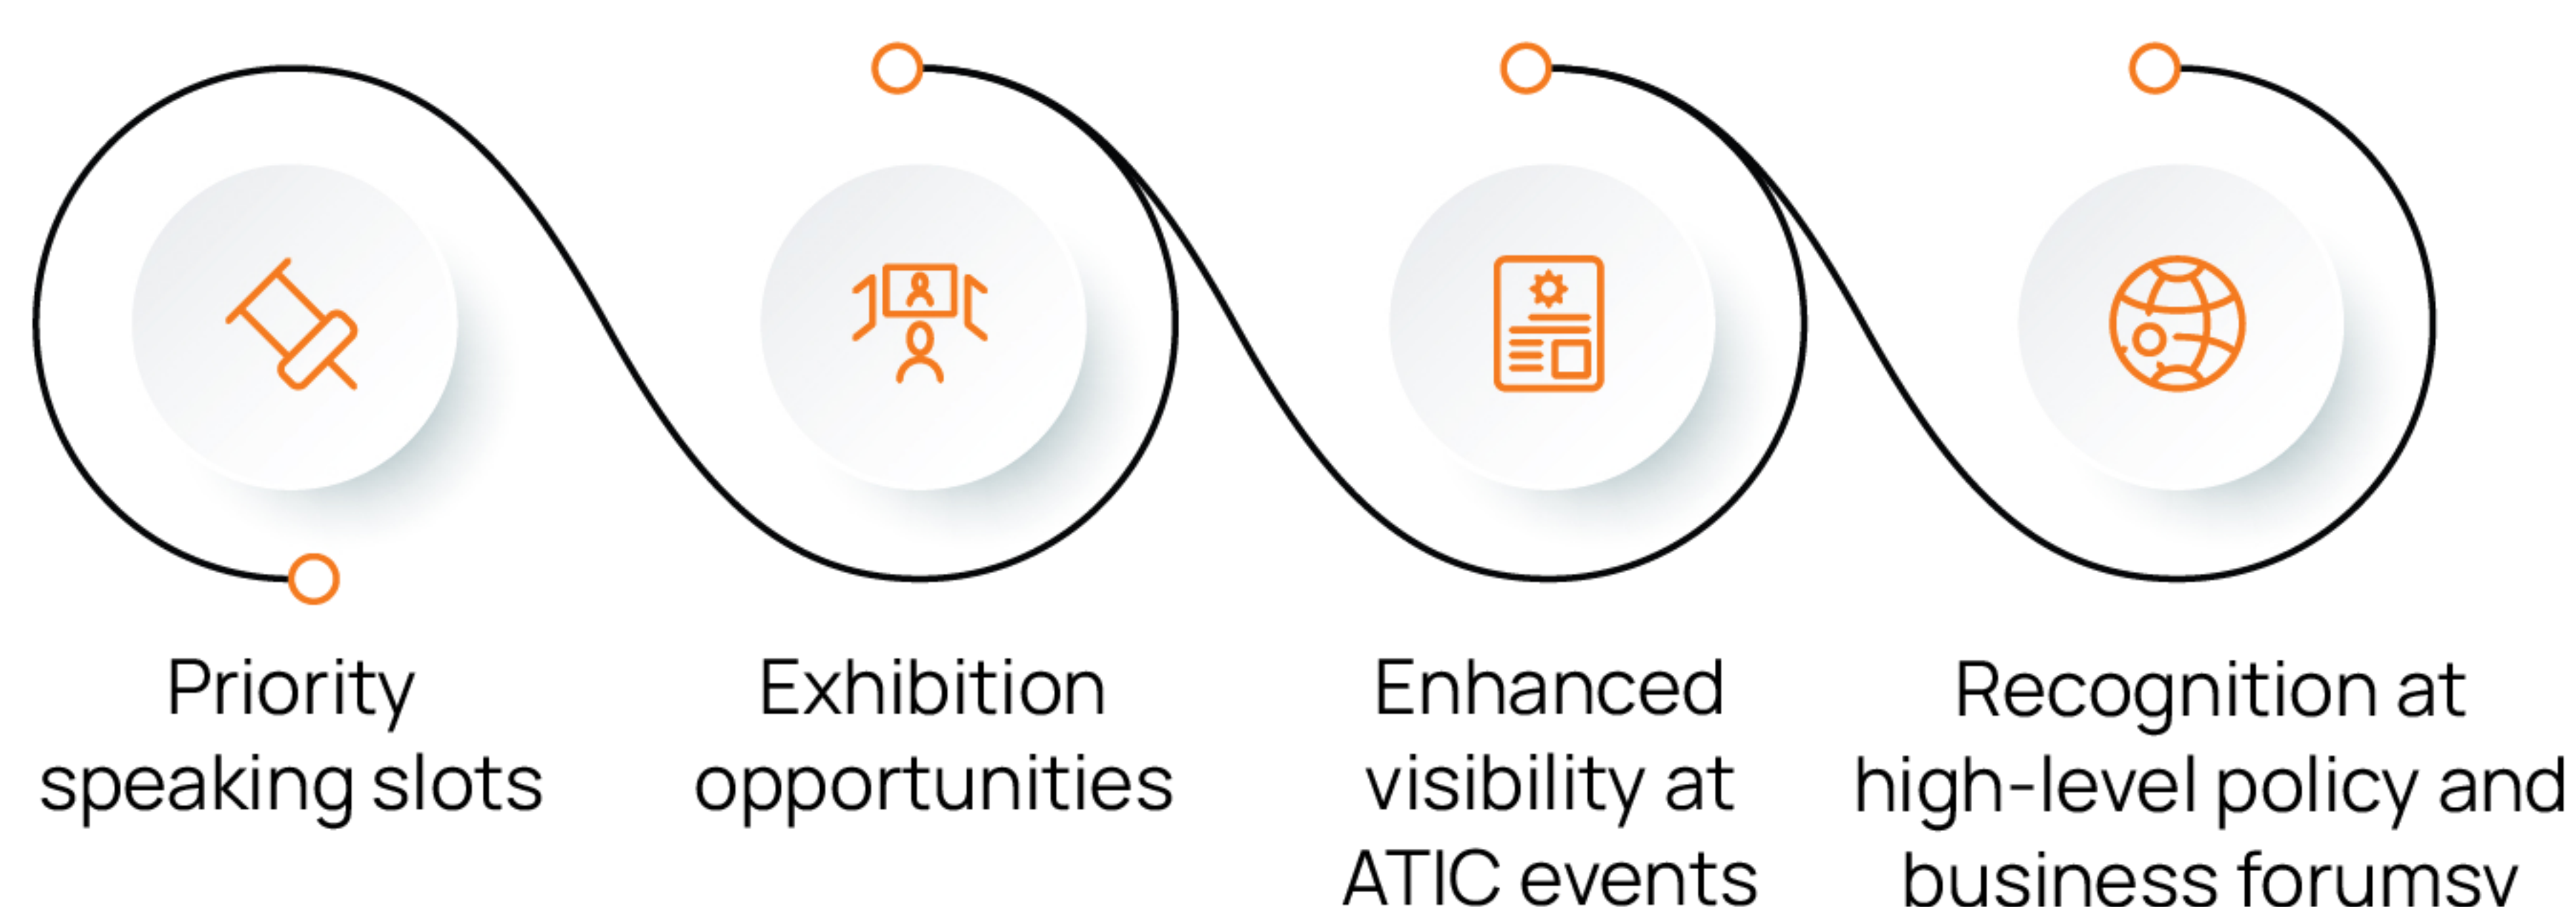 Priority
speaking slots
Exhibition
opportunities
Enhanced
visibility at
ATIC events
Recognition at
high-level policy and
business forumsv